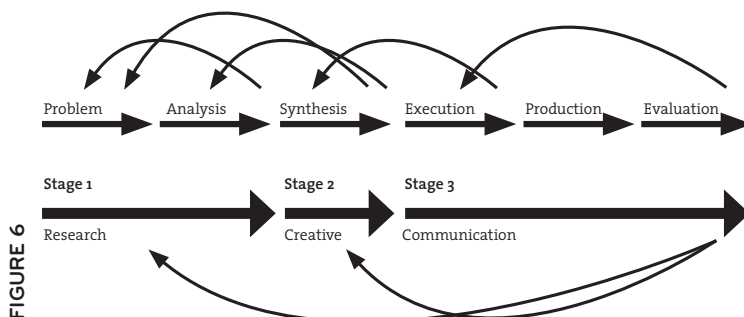 Problem Analysis Synthesis Execution Production Evaluation
Stage 1 Stage 2 Stage 3
Research Creative Communication
FIGURE 6